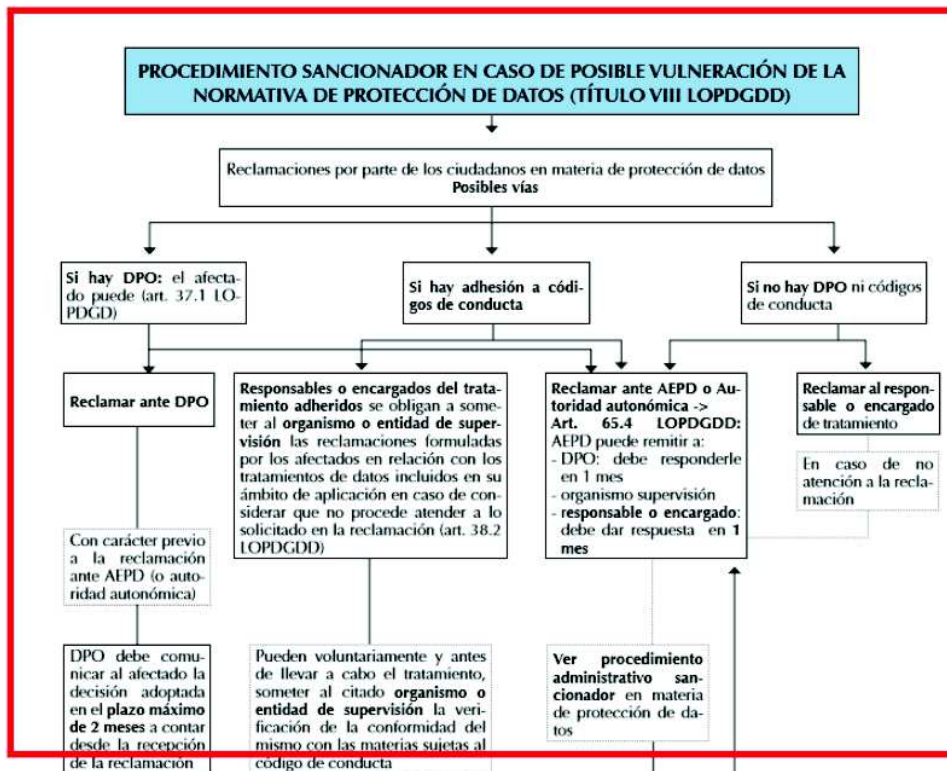 PROCEDIMIENTO SANCIONADOR EN CASO DE POSIBLE VULNERACIÓN DE LA
NORMATIVA DE PROTECCIÓN DE DATOS (TÍTULO VIII LOPDGDD)
Reclamaciones por parte de los ciudadanos en materia de protección de datos
Posibles vías
Si hay DPO: el afecta-
do puede (art. 37.1 LO-
PDGD)
Si hay adhesión a códi-
gos de conducta
Si no hay DPO ni códigos
de conducta
Reclamar ante DPO
Responsables o encargados del trata-
miento adheridos se obligan a some-
ter al organismo o entidad de super-
visión las reclamaciones formuladas
por los afectados en relación con los
tratamientos de datos incluidos en su
ámbito de aplicación en caso de con-
siderar que no procede atender a lo
solicitado en la reclamación (art. 38.2
LOPDGDD)
Reclamar ante AEPD o Au-
toridad autonómica ->
Art. 65.4 LOPDGDD:
AEPD puede remitir a:
- DPO: debe responderle
en 1 mes
- organismo supervisión
- responsable o encargado:
debe dar respuesta en 1
mes
Reclamar al respon-
sable o encargado
de tratamiento
En caso de no
atención a la recla-
mación
Con carácter previo
a la reclamación
ante AEPD (o auto-
ridad autonómica)
DPO debe comu-
nicar al afectado la
decisión adoptada
en el plazo máximo
de 2 meses a contar
desde la recepción
de la reclamación
Pueden voluntariamente y antes
de llevar a cabo el tratamiento,
someter al citado organismo o
entidad de supervisión la veri-
ficación de la conformidad del
mismo con las materias sujetas al
código de conducta
Ver procedimiento
administrativo san-
cionador en materia
de protección de da-
tos